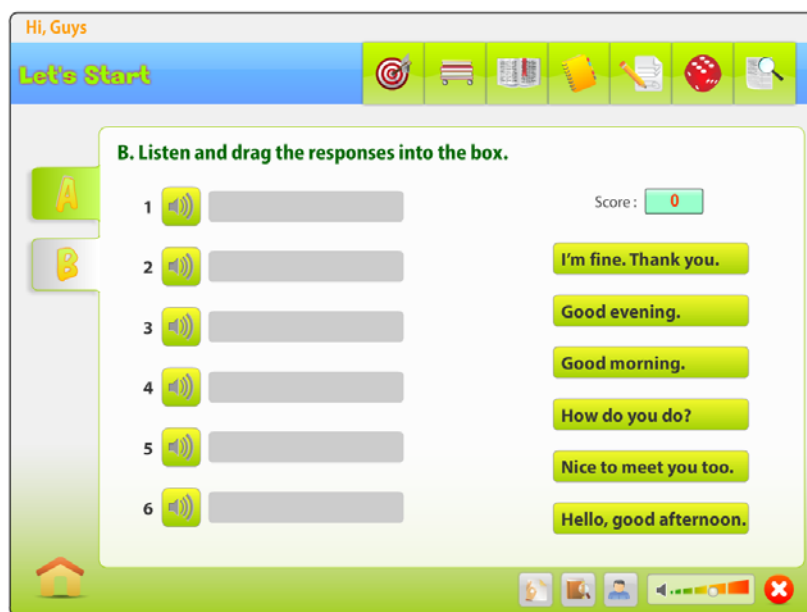 Hi, Guys
Let's Start
B. Listen and drag the responses into the box.
A
B
1
2
3
4
5
6
Score :
0
I'm fine. Thank you.
Good evening.
Good morning.
How do you do?
Nice to meet you too.
Hello, good afternoon.